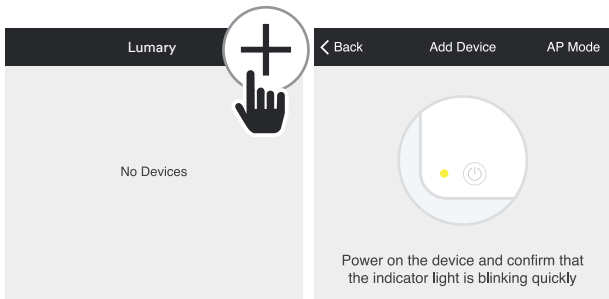 Lumary
No Devices
Back
Add Device
AP Mode
Power on the device and confirm that
the indicator light is blinking quickly